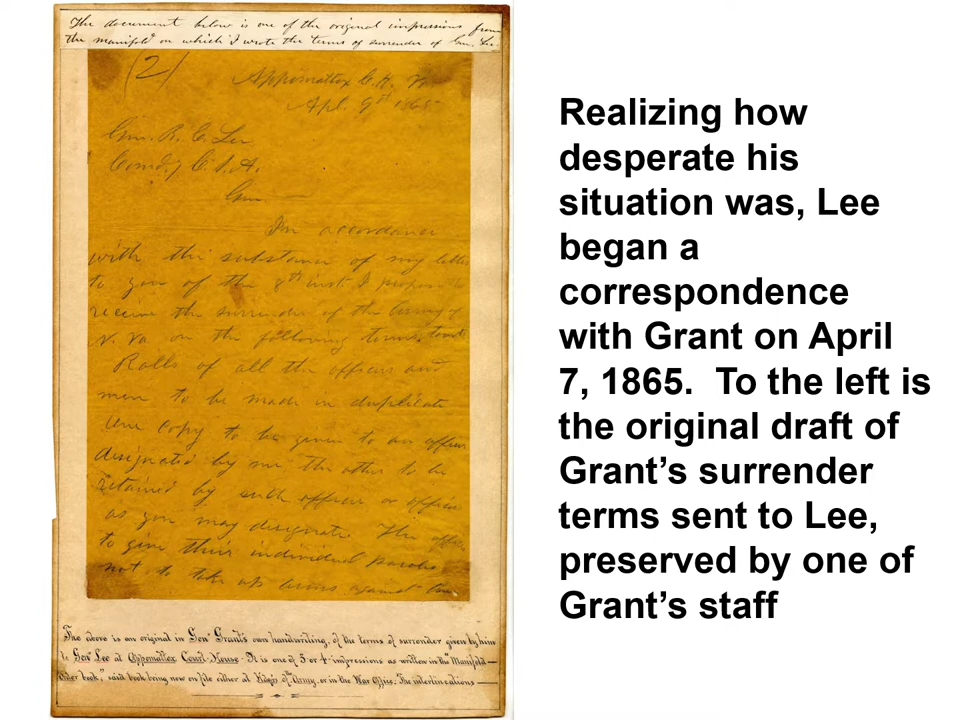 The document below is one of the original impressions from
the manifold on which I wrote the terms of surrender of Gen. Lee.
(2)
Appomattox C.H. Va.
Apl. 9th 1865
Gen. R. E. Lee
Comd.g C.S.A.
Gen.
In accordance
with the substance of my letter
to you of the 8th inst. I propose to
receive the surrender of the Army of
N. Va. on the following terms, towit
Rolls of all the officers and
men to be made in duplicate
One copy to be given to an officer
designated by me the other to be
retained by such officer or officers
as you may designate. The officers
to give their individual paroles
not to take up arms against the
The above is an original in Genl Grant's own handwriting, of the terms of surrender given by him
to Genl Lee at Appomattox Court-House - It is one of 3 or 4 impressions as written in the "Manifold
order book," said book being now on file either at Hdqrs of the Army, or in the War Office. The interlineations
Realizing how
desperate his
situation was, Lee
began a
correspondence
with Grant on April
7, 1865.  To the left is
the original draft of
Grant’s surrender
terms sent to Lee,
preserved by one of
Grant’s staff